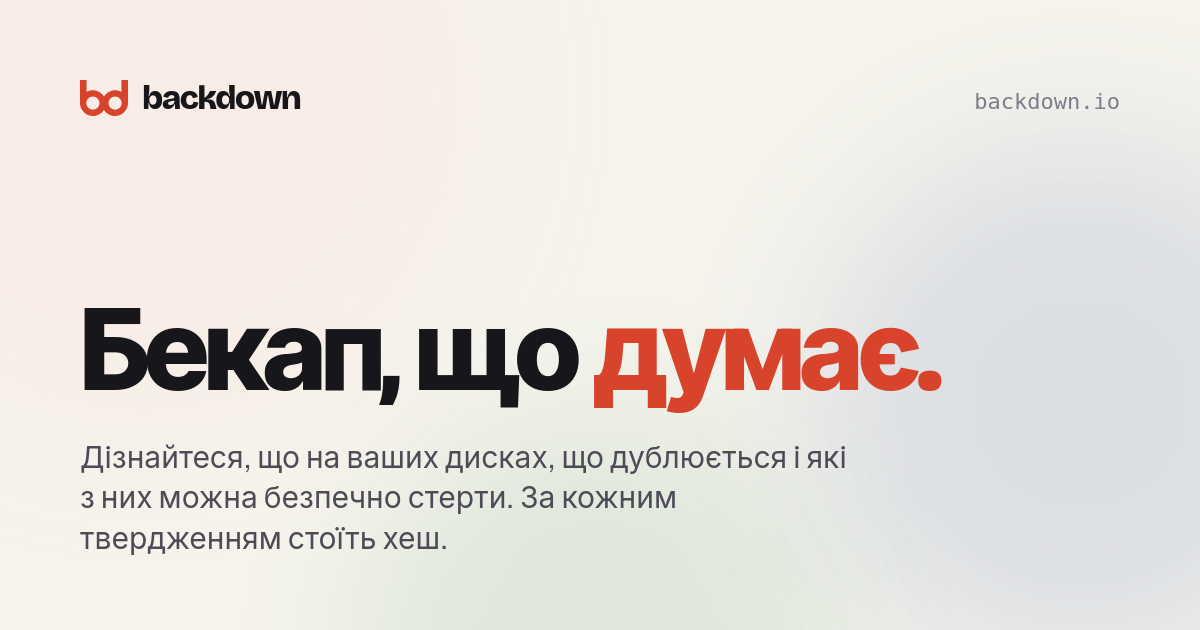 backdown
backdown.io
Бекап, що думає.
Дізнайтеся, що на ваших дисках, що дублюється і які
з них можна безпечно стерти. За кожним
твердженням стоїть хеш.